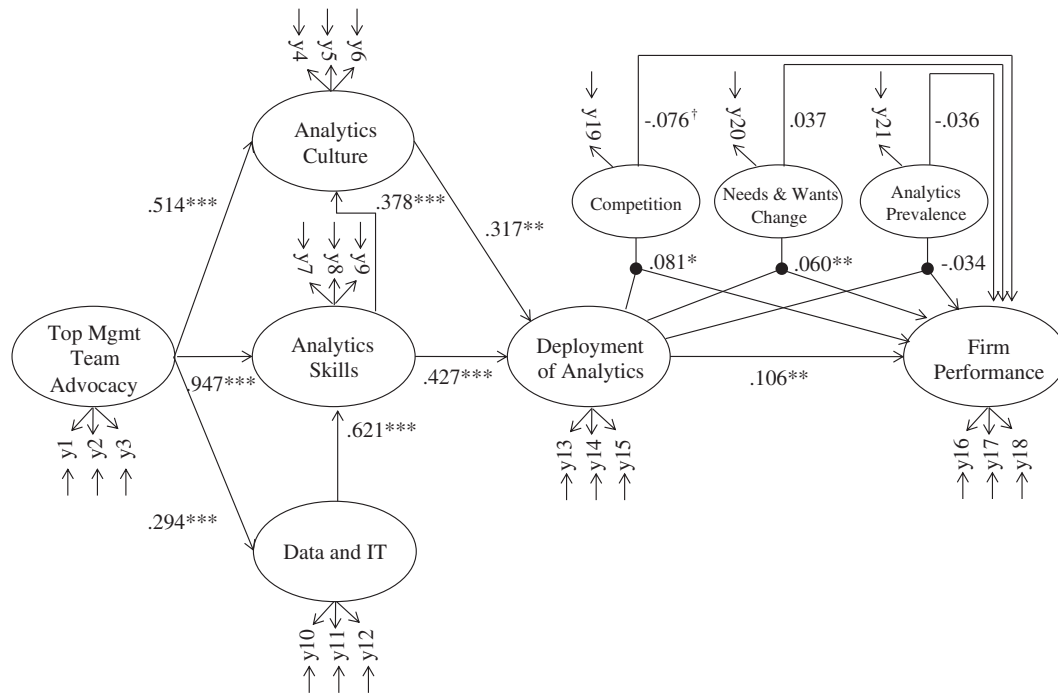 y4
y5
y6
Analytics
Culture
.514***
.378***
.317**
y7
y8
y9
Top Mgmt
Team
Advocacy
y1
y2
y3
.947***
Analytics
Skills
.427***
.621***
.294***
Data and IT
y10
y11
y12
Deployment
of Analytics
y13
y14
y15
y19
-.076†
y20
.037
y21
-.036
Competition
Needs & Wants
Change
Analytics
Prevalence
.081*
.060**
-.034
.106**
Firm
Performance
y16
y17
y18